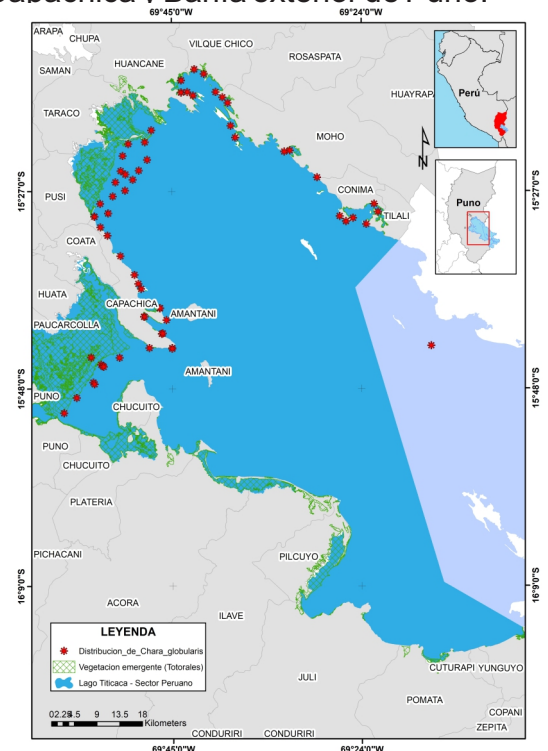 Capachica y Bahía exterior de Puno.
69°45'0"W
69°24'0"W
ARAPA
CHUPA
VILQUE CHICO
ROSASPATA
SAMAN
HUANCANE
HUAYRAP
Perú
TARACO
MOHO
N
15°27'0"S
15°27'0"S
PUSI
CONIMA
TILALI
Puno
COATA
HUATA
CAPACHICA
AMANTANI
PAUCARCOLLA
AMANTANI
15°48'0"S
15°48'0"S
PUNO
CHUCUITO
PUNO
CHUCUITO
PLATERIA
PICHACANI
PILCUYO
16°9'0"S
16°9'0"S
ACORA
ILAVE
LEYENDA
Distribucion_de_Chara_globularis
Vegetacion emergente (Totorales)
Lago Titicaca - Sector Peruano
JULI
CUTURAPI
YUNGUYO
POMATA
COPANI
ZEPITA
0 2.25 4.5 9 13.5 18
Kilometers
CONDURIRI
CONDURIRI
69°45'0"W
69°24'0"W